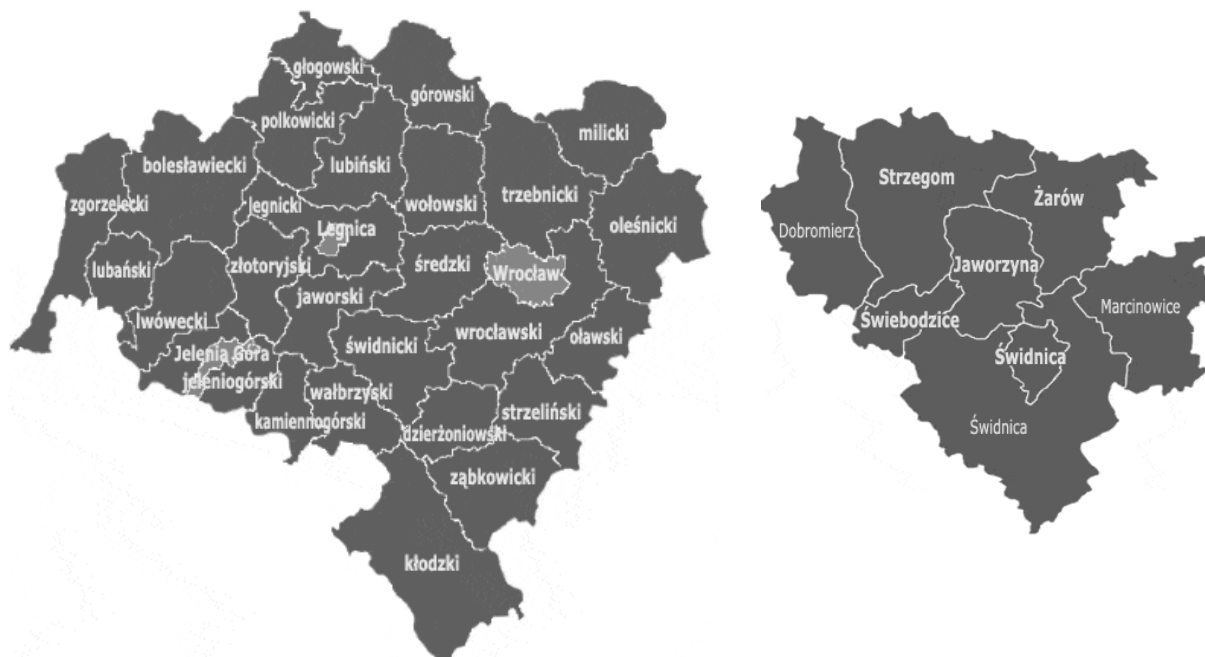 głogowski
górowski
polkowicki
milicki
bolesławiecki
lubiński
trzebnicki
zgorzelecki
legnicki
wołowski
oleśnicki
Legnica
lubański
złotoryjski
średzki
Wrocław
jaworski
lwówecki
wrocławski
oławski
świdnicki
Jelenia Góra
jeleniogórski
wałbrzyski
kamiennogórski
strzeliński
dzierżoniowski
ząbkowicki
kłodzki
Strzegom
Żarów
Dobromierz
Jaworzyna
Marcinowice
Świebodzice
Świdnica
Świdnica